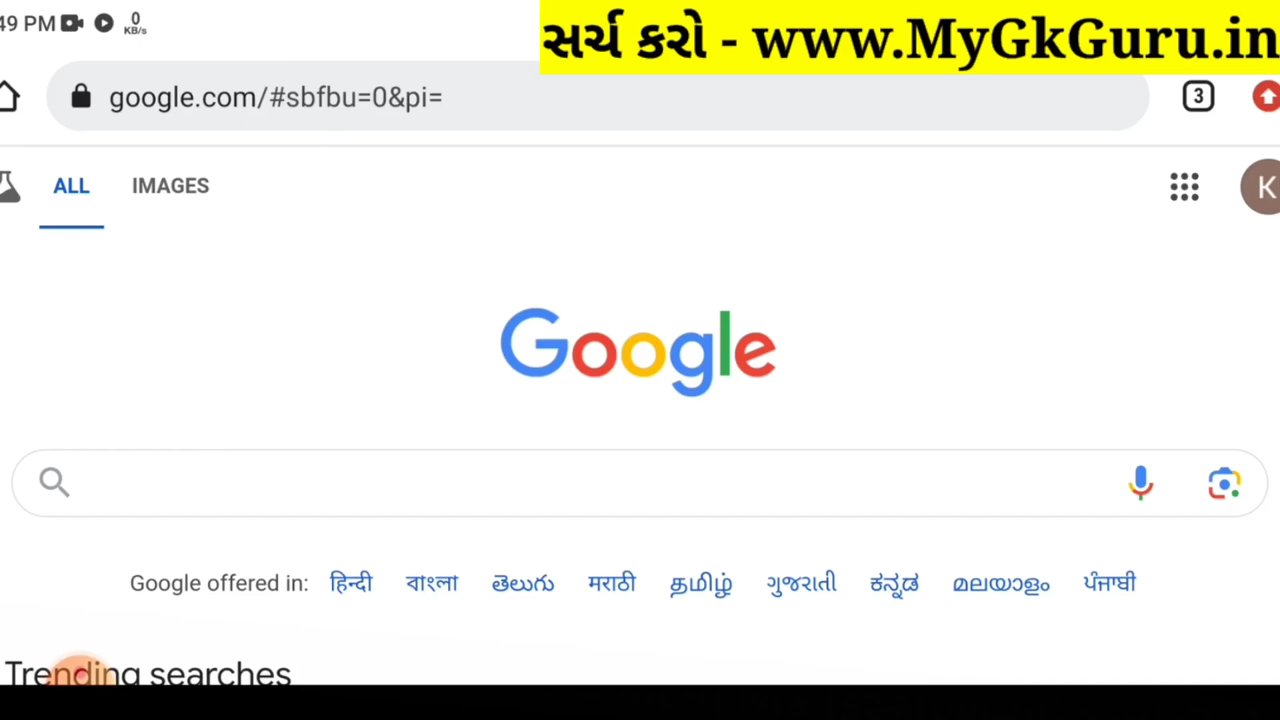 49 PM 0 KB/s
સર્ચ કરો - www.MyGkGuru.in
google.com/#sbfbu=0&pi=
3
ALL IMAGES
K
Google
Google offered in: हिन्दी বাংলা తెలుగు मराठी தமிழ் ગુજરાતી ಕನ್ನಡ മലയാളം ਪੰਜਾਬੀ
Trending searches